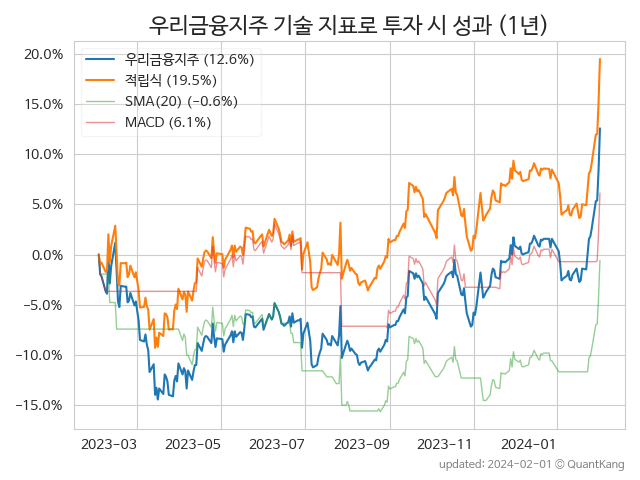 우리금융지주 기술 지표로 투자 시 성과 (1년)
우리금융지주 (12.6%)
적립식 (19.5%)
SMA(20) (−0.6%)
MACD (6.1%)
20.0%
15.0%
10.0%
5.0%
0.0%
−5.0%
−10.0%
−15.0%
2023-03 2023-05 2023-07 2023-09 2023-11 2024-01
updated: 2024-02-01 © QuantKang